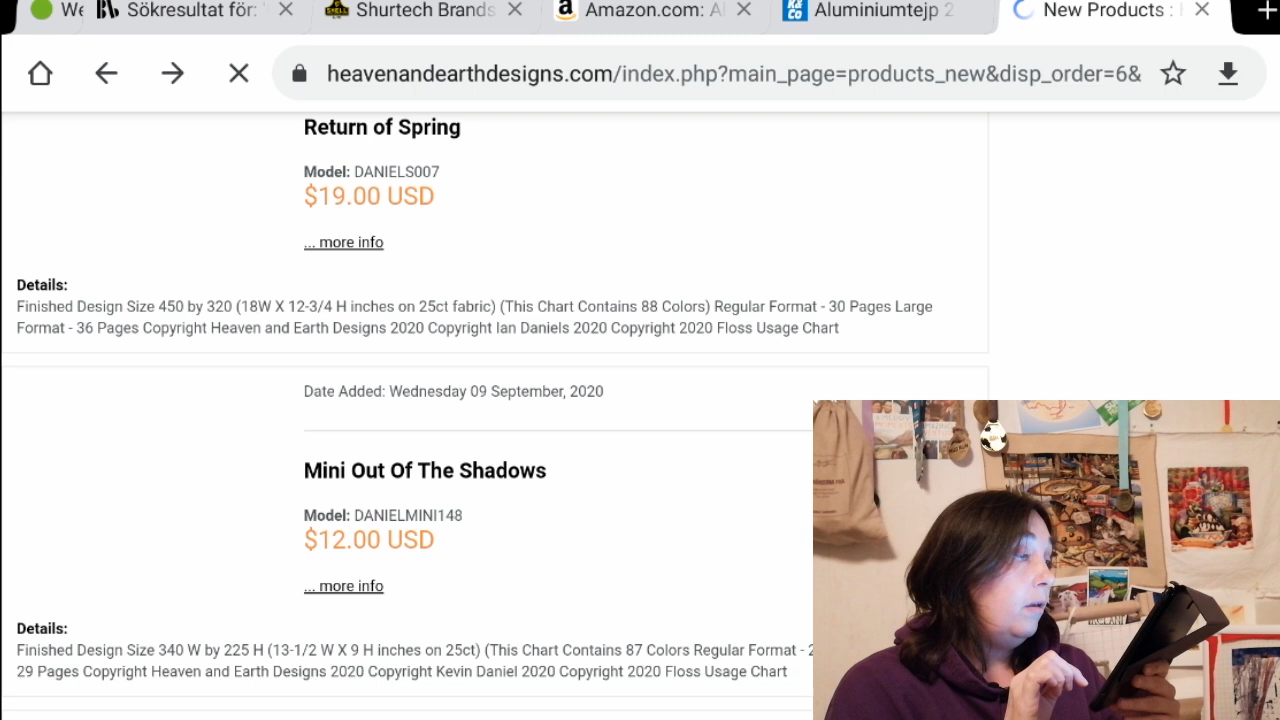 We
Sökresultat för: '
Shurtech Brands
Amazon.com: Al
Aluminiumtejp 2
New Products :
heavenandearthdesigns.com/index.php?main_page=products_new&disp_order=6&
Return of Spring
Model: DANIELS007
$19.00 USD
... more info
Details:
Finished Design Size 450 by 320 (18W X 12-3/4 H inches on 25ct fabric) (This Chart Contains 88 Colors) Regular Format - 30 Pages Large
Format - 36 Pages Copyright Heaven and Earth Designs 2020 Copyright Ian Daniels 2020 Copyright 2020 Floss Usage Chart
Date Added: Wednesday 09 September, 2020
Mini Out Of The Shadows
Model: DANIELMINI148
$12.00 USD
... more info
Details:
Finished Design Size 340 W by 225 H (13-1/2 W X 9 H inches on 25ct) (This Chart Contains 87 Colors Regular Format - 2
29 Pages Copyright Heaven and Earth Designs 2020 Copyright Kevin Daniel 2020 Copyright 2020 Floss Usage Chart